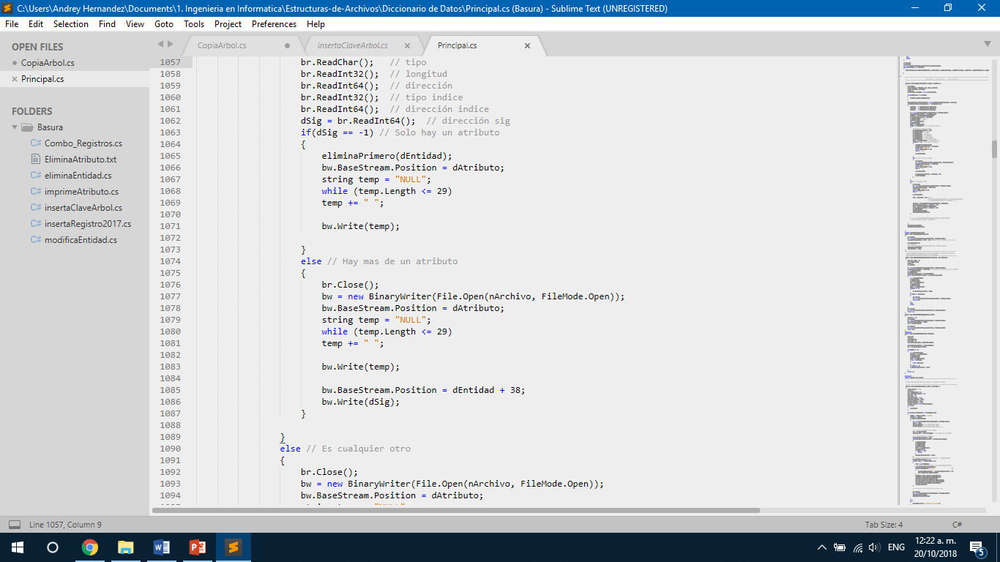 C:\Users\Andrey Hernandez\Documents\1. Ingenieria en Informatica\Estructuras-de-Archivos\Diccionario de Datos\Principal.cs (Basura) - Sublime Text (UNREGISTERED)
File Edit Selection Find View Goto Tools Project Preferences Help
OPEN FILES
CopiaArbol.cs
Principal.cs
FOLDERS
Basura
Combo_Registros.cs
EliminaAtributo.txt
eliminaEntidad.cs
imprimeAtributo.cs
insertaClaveArbol.cs
insertaRegistro2017.cs
modificaEntidad.cs
CopiaArbol.cs insertaClaveArbol.cs Principal.cs
1057 br.ReadChar(); // tipo
1058 br.ReadInt32(); // longitud
1059 br.ReadInt64(); // dirección
1060 br.ReadInt32(); // tipo indice
1061 br.ReadInt64(); // dirección indice
1062 dSig = br.ReadInt64(); // dirección sig
1063 if(dSig == -1) // Solo hay un atributo
1064 {
1065 eliminaPrimero(dEntidad);
1066 bw.BaseStream.Position = dAtributo;
1067 string temp = "NULL";
1068 while (temp.Length <= 29)
1069 temp += " ";
1070
1071 bw.Write(temp);
1072
1073 }
1074 else // Hay mas de un atributo
1075 {
1076 br.Close();
1077 bw = new BinaryWriter(File.Open(nArchivo, FileMode.Open));
1078 bw.BaseStream.Position = dAtributo;
1079 string temp = "NULL";
1080 while (temp.Length <= 29)
1081 temp += " ";
1082
1083 bw.Write(temp);
1084
1085 bw.BaseStream.Position = dEntidad + 38;
1086 bw.Write(dSig);
1087 }
1088
1089 }
1090 else // Es cualquier otro
1091 {
1092 br.Close();
1093 bw = new BinaryWriter(File.Open(nArchivo, FileMode.Open));
1094 bw.BaseStream.Position = dAtributo;
Line 1057, Column 9 Tab Size: 4 C#
ENG 12:22 a. m.
20/10/2018
5